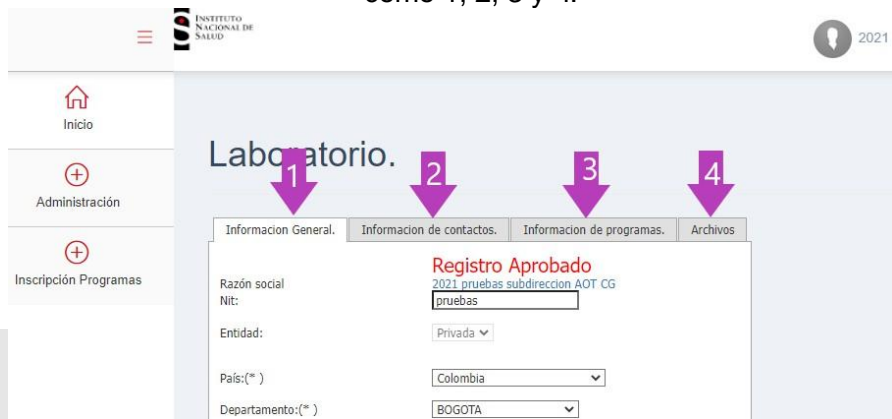 como 1, 2, 3 y 4.
INSTITUTO
NACIONAL DE
SALUD
2021
Inicio
Administración
Inscripción Programas
Laboratorio.
1
2
3
4
Informacion General.
Informacion de contactos.
Informacion de programas.
Archivos
Registro Aprobado
Razón social
2021 pruebas subdireccion AOT CG
Nit:
pruebas
Entidad:
Privada
País:(* )
Colombia
Departamento:(* )
BOGOTA